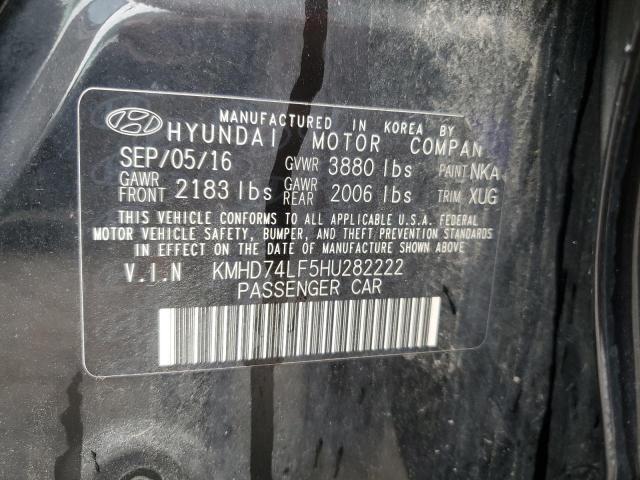 MANUFACTURED IN KOREA BY
HYUNDAI MOTOR COMPAN
SEP/05/16 GVWR 3880 lbs PAINT NKA
GAWR FRONT 2183 lbs GAWR REAR 2006 lbs TRIM XUG
THIS VEHICLE CONFORMS TO ALL APPLICABLE U.S.A. FEDERAL
MOTOR VEHICLE SAFETY, BUMPER, AND THEFT PREVENTION STANDARDS
IN EFFECT ON THE DATE OF MANUFACTURE SHOWN ABOVE.
V.I.N KMHD74LF5HU282222
PASSENGER CAR